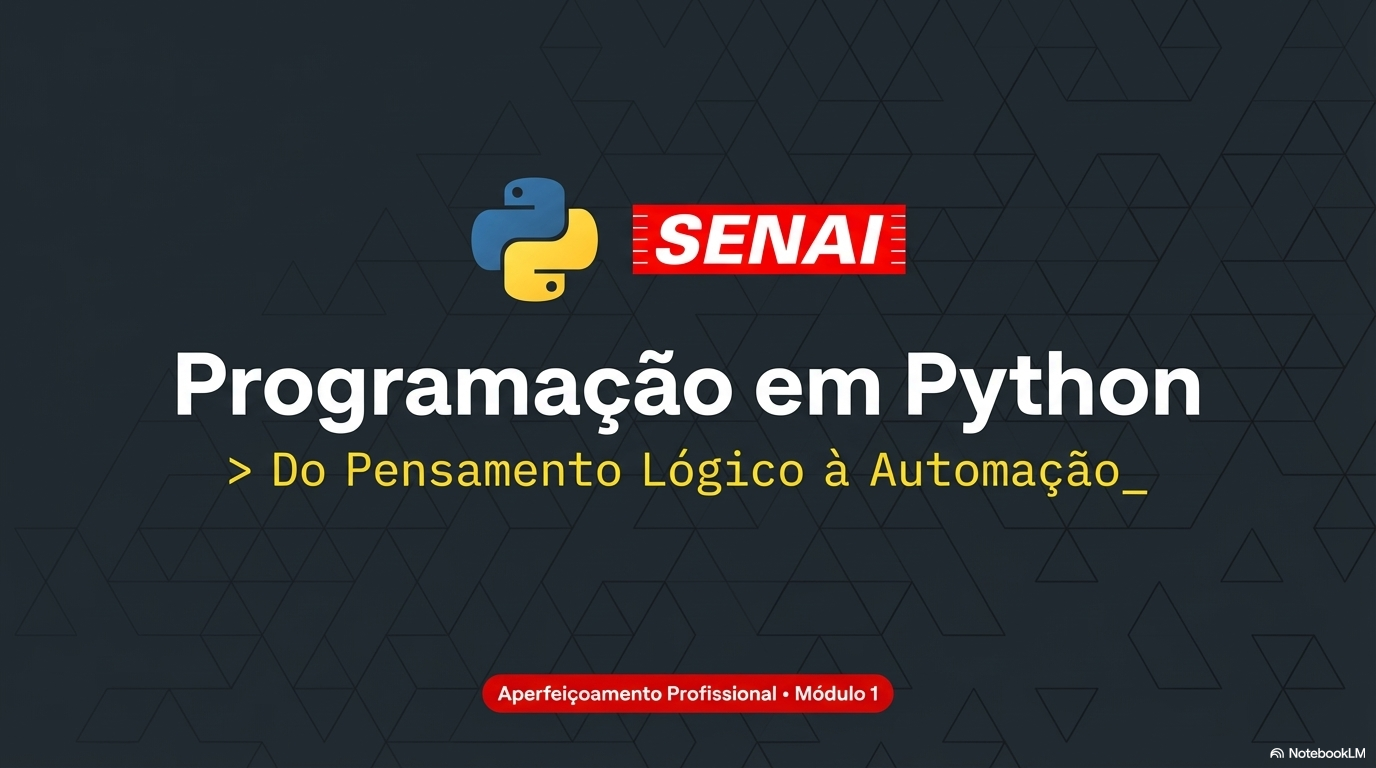 SENAI
Programação em Python
> Do Pensamento Lógico à Automação_
Aperfeiçoamento Profissional • Módulo 1
NotebookLM